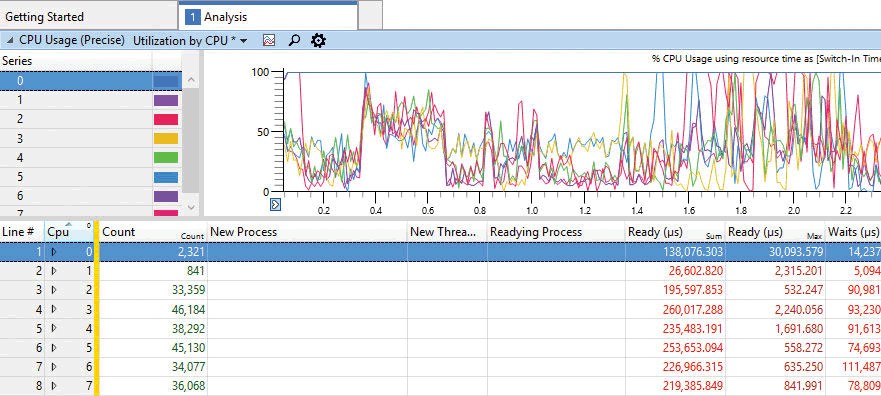 Getting Started
1 Analysis
CPU Usage (Precise) Utilization by CPU *
Series
0
1
2
3
4
5
6
7
% CPU Usage using resource time as [Switch-In Time
100
50
0
0.2 0.4 0.6 0.8 1.0 1.2 1.4 1.6 1.8 2.0 2.2
Line # Cpu 0 Count Count New Process New Threa... Readying Process Ready (µs) Sum Ready (µs) Max Waits (µs)
1 0 2,321 138,076.303 30,093.579 14,237
2 1 841 26,602.820 2,315.201 5,094
3 2 33,359 195,597.853 532.247 90,981
4 3 46,184 260,017.288 2,240.056 93,230
5 4 38,292 235,483.191 1,691.680 91,613
6 5 45,130 253,653.094 558.272 74,693
7 6 34,077 226,966.315 635.250 111,487
8 7 36,068 219,385.849 841.991 78,809